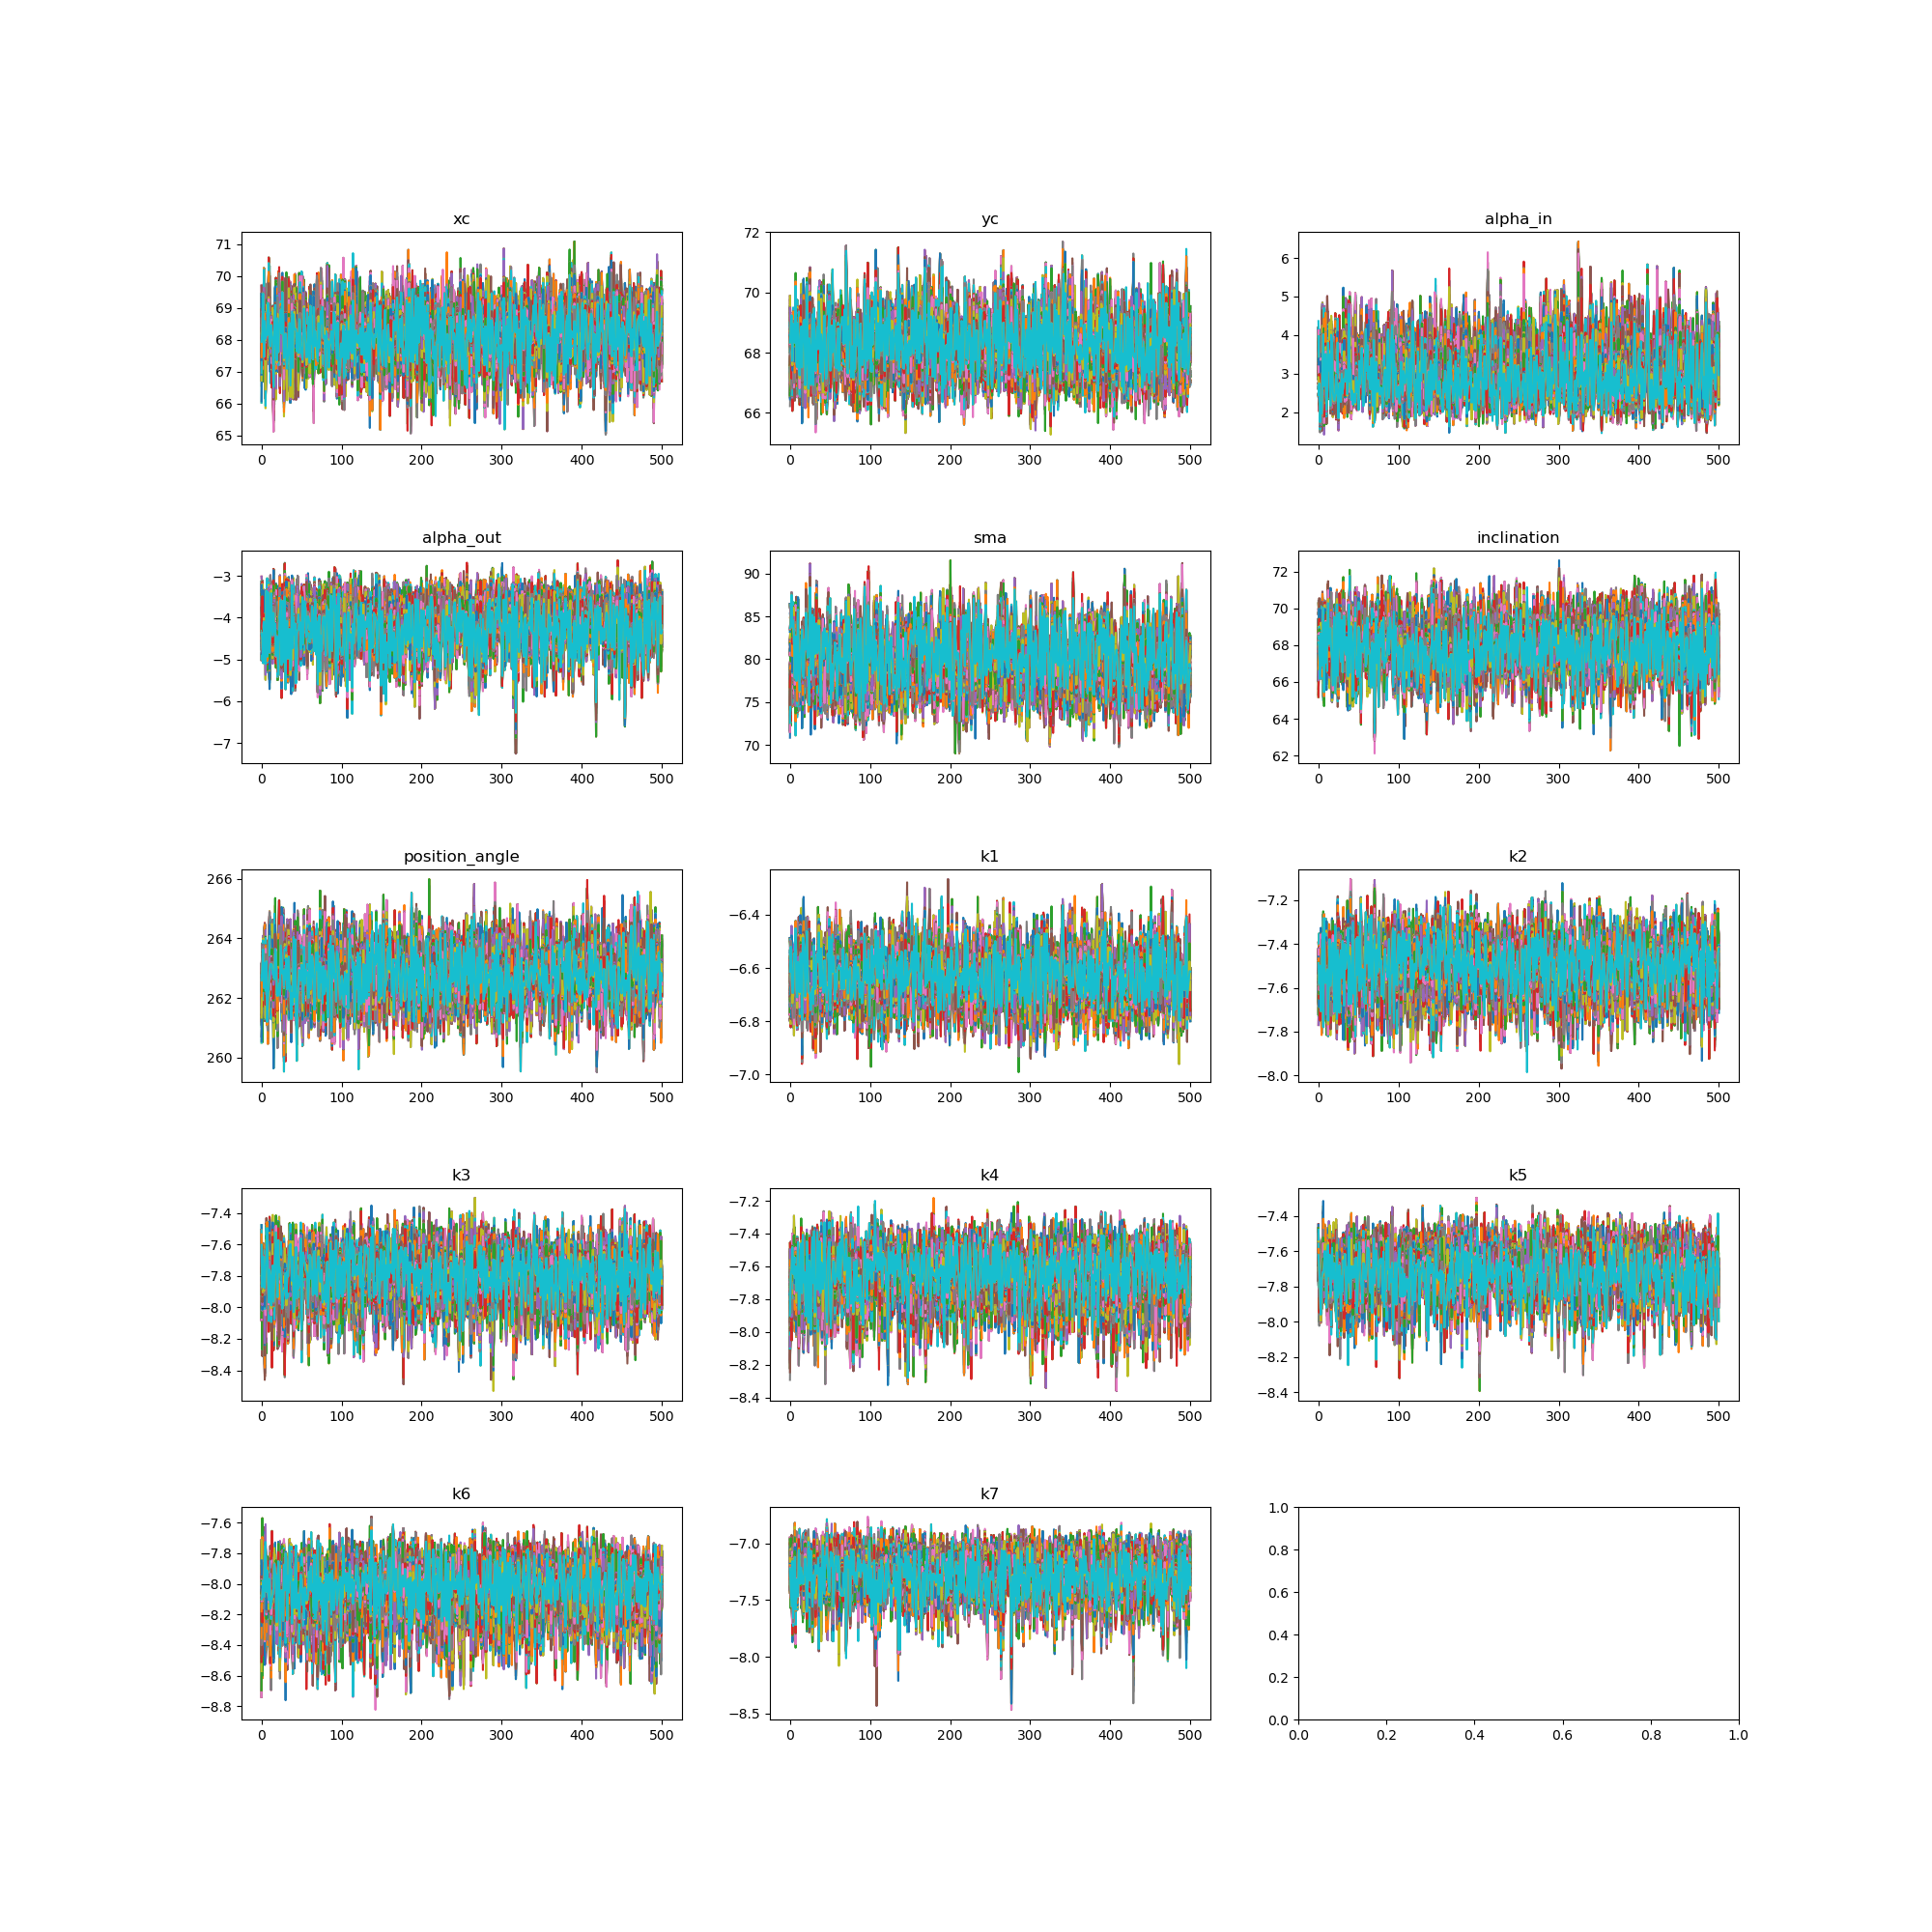 xc
71
70
69
68
67
66
65
0 100 200 300 400 500
yc
72
70
68
66
0 100 200 300 400 500
alpha_in
6
5
4
3
2
0 100 200 300 400 500
alpha_out
−3
−4
−5
−6
−7
0 100 200 300 400 500
sma
90
85
80
75
70
0 100 200 300 400 500
inclination
72
70
68
66
64
62
0 100 200 300 400 500
position_angle
266
264
262
260
0 100 200 300 400 500
k1
−6.4
−6.6
−6.8
−7.0
0 100 200 300 400 500
k2
−7.2
−7.4
−7.6
−7.8
−8.0
0 100 200 300 400 500
k3
−7.4
−7.6
−7.8
−8.0
−8.2
−8.4
0 100 200 300 400 500
k4
−7.2
−7.4
−7.6
−7.8
−8.0
−8.2
−8.4
0 100 200 300 400 500
k5
−7.4
−7.6
−7.8
−8.0
−8.2
−8.4
0 100 200 300 400 500
k6
−7.6
−7.8
−8.0
−8.2
−8.4
−8.6
−8.8
0 100 200 300 400 500
k7
−7.0
−7.5
−8.0
−8.5
0 100 200 300 400 500
1.0
0.8
0.6
0.4
0.2
0.0
0.0 0.2 0.4 0.6 0.8 1.0